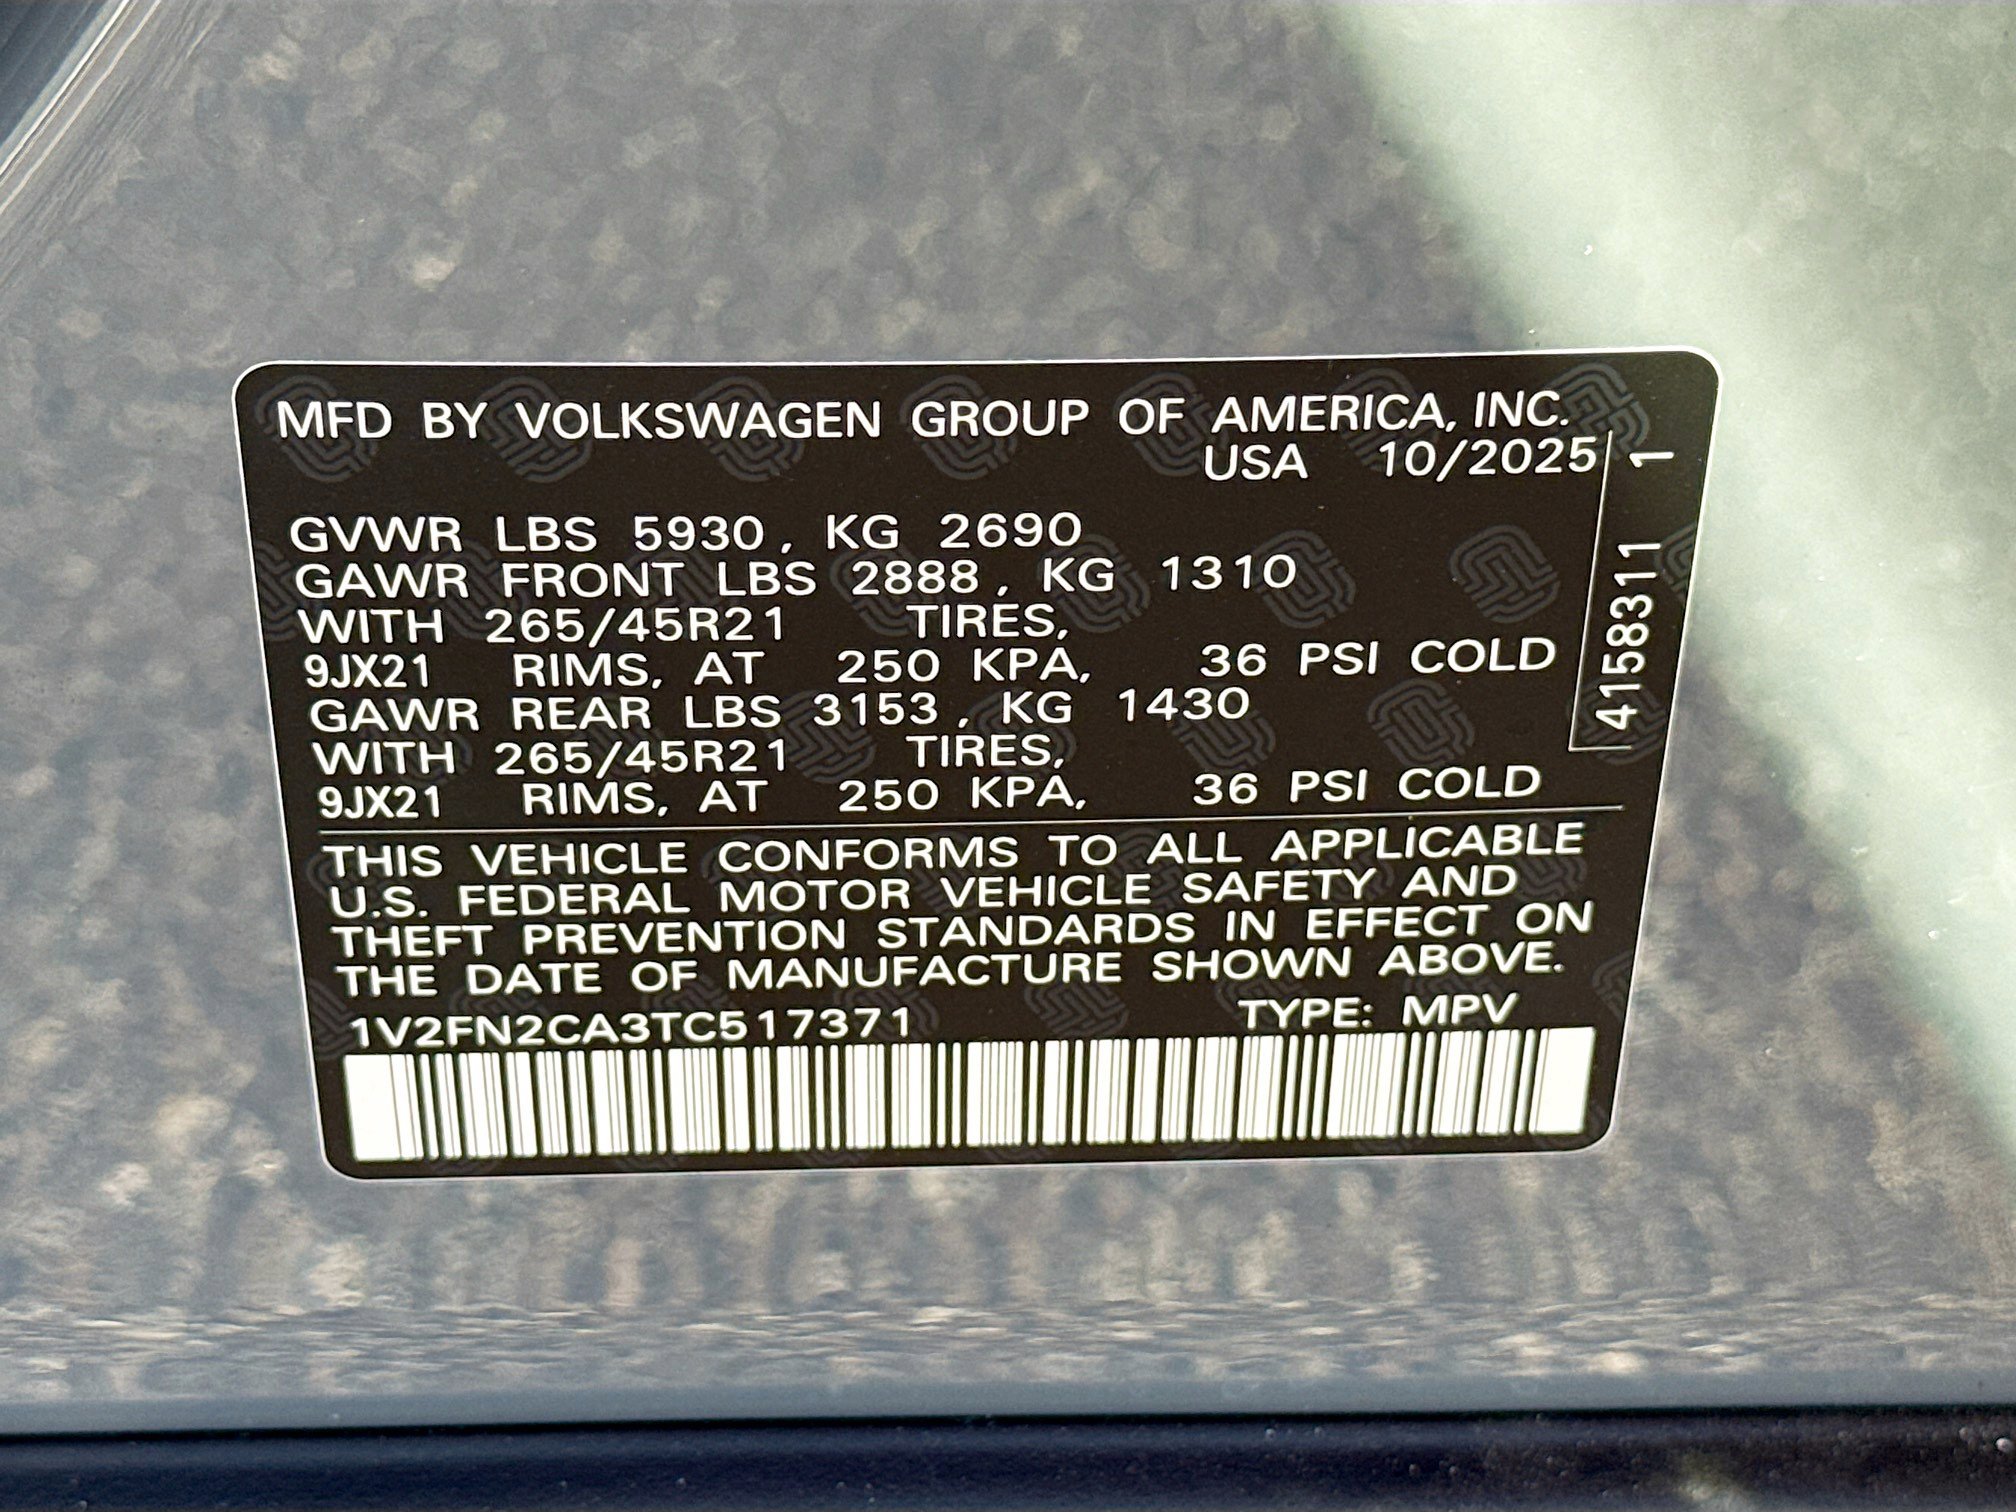 MFD BY VOLKSWAGEN GROUP OF AMERICA, INC.
USA 10/2025
GVWR LBS 5930, KG 2690
GAWR FRONT LBS 2888, KG 1310
WITH 265/45R21 TIRES,
9JX21 RIMS, AT 250 KPA, 36 PSI COLD
GAWR REAR LBS 3153, KG 1430
WITH 265/45R21 TIRES,
9JX21 RIMS, AT 250 KPA, 36 PSI COLD
THIS VEHICLE CONFORMS TO ALL APPLICABLE
U.S. FEDERAL MOTOR VEHICLE SAFETY AND
THEFT PREVENTION STANDARDS IN EFFECT ON
THE DATE OF MANUFACTURE SHOWN ABOVE.
1V2FN2CA3TC517371 TYPE: MPV
4158311 1